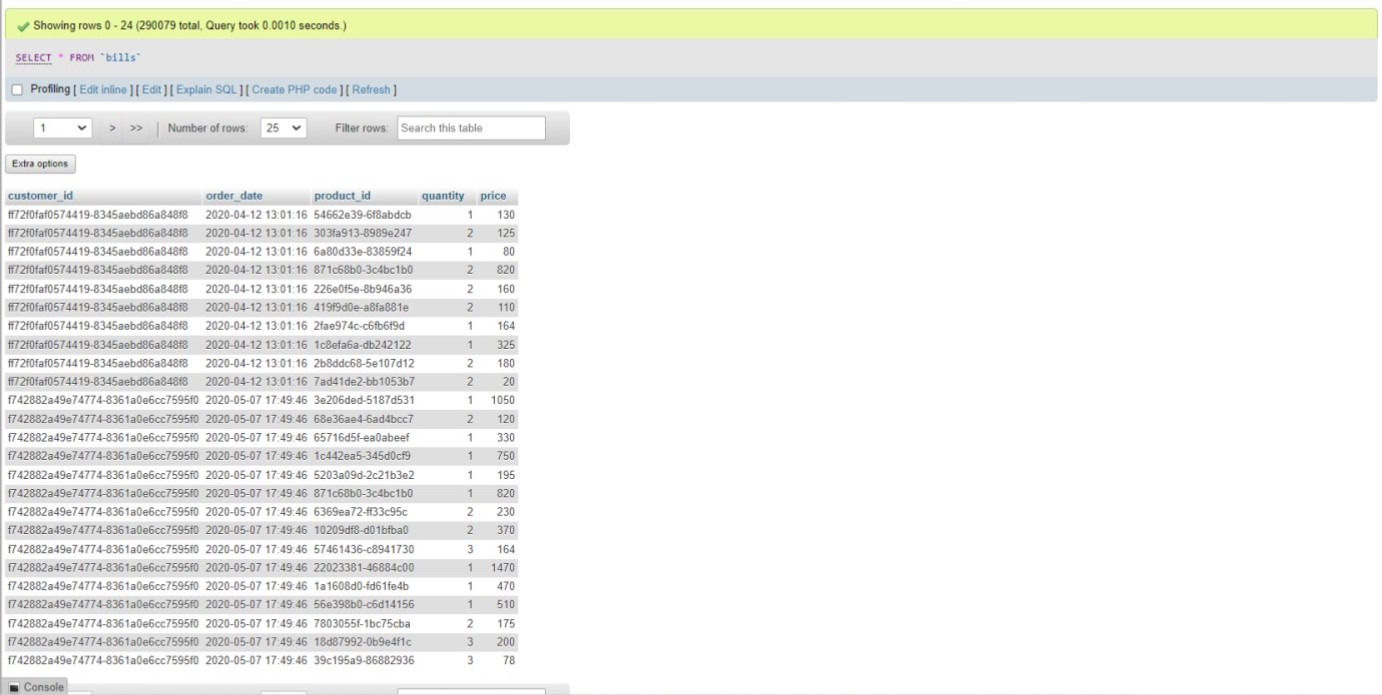 Showing rows 0 - 24 (290079 total, Query took 0.0010 seconds.)
SELECT * FROM `bills`
Profiling [ Edit inline ] [ Edit ] [ Explain SQL ] [ Create PHP code ] [ Refresh ]
1 > >> | Number of rows: 25 Filter rows: Search this table
Extra options
customer_id order_date product_id quantity price
ff72f0faf0574419-8345aebd86a848f8 2020-04-12 13:01:16 54662e39-6f8abdcb 1 130
ff72f0faf0574419-8345aebd86a848f8 2020-04-12 13:01:16 303fa913-8989e247 2 125
ff72f0faf0574419-8345aebd86a848f8 2020-04-12 13:01:16 6a80d33e-83859f24 1 80
ff72f0faf0574419-8345aebd86a848f8 2020-04-12 13:01:16 871c68b0-3c4bc1b0 2 820
ff72f0faf0574419-8345aebd86a848f8 2020-04-12 13:01:16 226e0f5e-8b946a36 2 160
ff72f0faf0574419-8345aebd86a848f8 2020-04-12 13:01:16 419f9d0e-a8fa881e 2 110
ff72f0faf0574419-8345aebd86a848f8 2020-04-12 13:01:16 2fae974c-c6fb6f9d 1 164
ff72f0faf0574419-8345aebd86a848f8 2020-04-12 13:01:16 1c8efa6a-db242122 1 325
ff72f0faf0574419-8345aebd86a848f8 2020-04-12 13:01:16 2b8ddc68-5e107d12 2 180
ff72f0faf0574419-8345aebd86a848f8 2020-04-12 13:01:16 7ad41de2-bb1053b7 2 20
f742882a49e74774-8361a0e6cc7595f0 2020-05-07 17:49:46 3e206ded-5187d531 1 1050
f742882a49e74774-8361a0e6cc7595f0 2020-05-07 17:49:46 68e36ae4-6ad4bcc7 2 120
f742882a49e74774-8361a0e6cc7595f0 2020-05-07 17:49:46 65716d5f-ea0abeef 1 330
f742882a49e74774-8361a0e6cc7595f0 2020-05-07 17:49:46 1c442ea5-345d0cf9 1 750
f742882a49e74774-8361a0e6cc7595f0 2020-05-07 17:49:46 5203a09d-2c21b3e2 1 195
f742882a49e74774-8361a0e6cc7595f0 2020-05-07 17:49:46 871c68b0-3c4bc1b0 1 820
f742882a49e74774-8361a0e6cc7595f0 2020-05-07 17:49:46 6369ea72-ff33c95c 2 230
f742882a49e74774-8361a0e6cc7595f0 2020-05-07 17:49:46 10209df8-d01bfba0 2 370
f742882a49e74774-8361a0e6cc7595f0 2020-05-07 17:49:46 57461436-c8941730 3 164
f742882a49e74774-8361a0e6cc7595f0 2020-05-07 17:49:46 22023381-46884c00 1 1470
f742882a49e74774-8361a0e6cc7595f0 2020-05-07 17:49:46 1a1608d0-fd61fe4b 1 470
f742882a49e74774-8361a0e6cc7595f0 2020-05-07 17:49:46 56e398b0-c6d14156 1 510
f742882a49e74774-8361a0e6cc7595f0 2020-05-07 17:49:46 7803055f-1bc75cba 2 175
f742882a49e74774-8361a0e6cc7595f0 2020-05-07 17:49:46 18d87992-0b9e4f1c 3 200
f742882a49e74774-8361a0e6cc7595f0 2020-05-07 17:49:46 39c195a9-86882936 3 78
Console